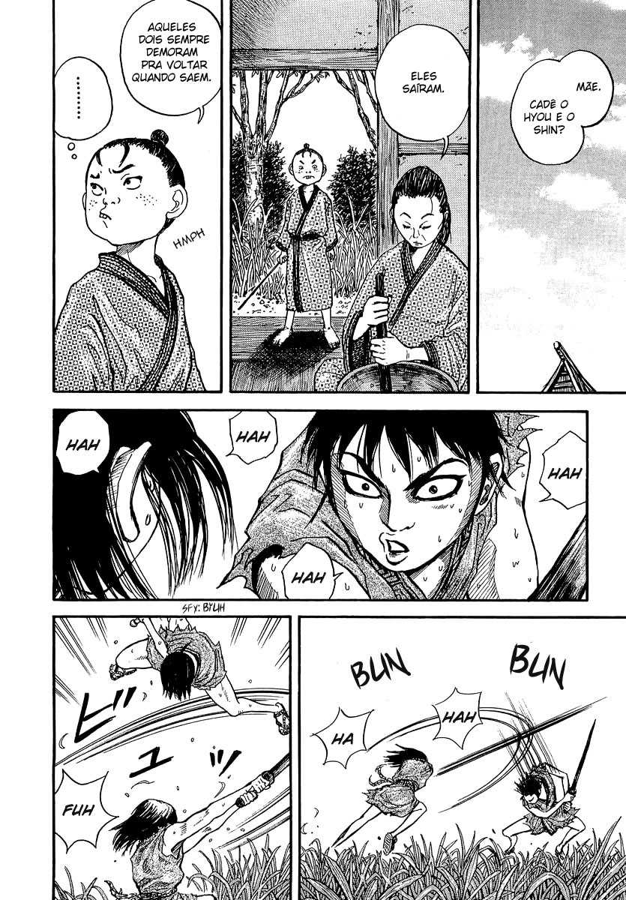 MÃE.
CADÊ O
HYOU E O
SHIN?
ELES
SAÍRAM.
AQUELES
DOIS SEMPRE
DEMORAM
PRA VOLTAR
QUANDO SAEM.
.........
HMPH
HAH
HAH
HAH
HAH
BUN
BUN
HAH
HA
SFX: BYUH
ビュッ
FUH